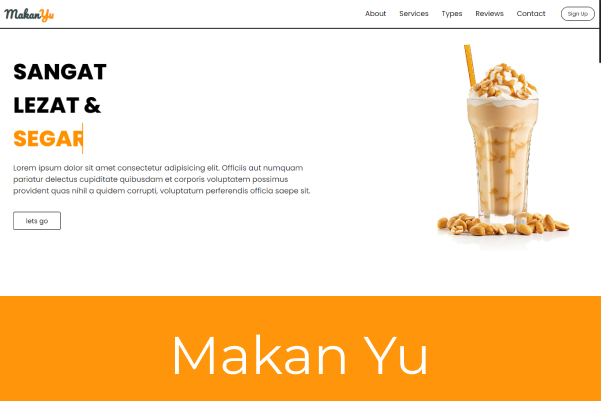 MakanYu
About Services Types Reviews Contact Sign Up
SANGAT
LEZAT &
SEGAR
Lorem ipsum dolor sit amet consectetur adipisicing elit. Officiis aut numquam
pariatur delectus cupiditate quibusdam et corporis voluptatem possimus
provident quas nihil a quidem corrupti, voluptatum perferendis officia saepe sit.
lets go
Makan Yu